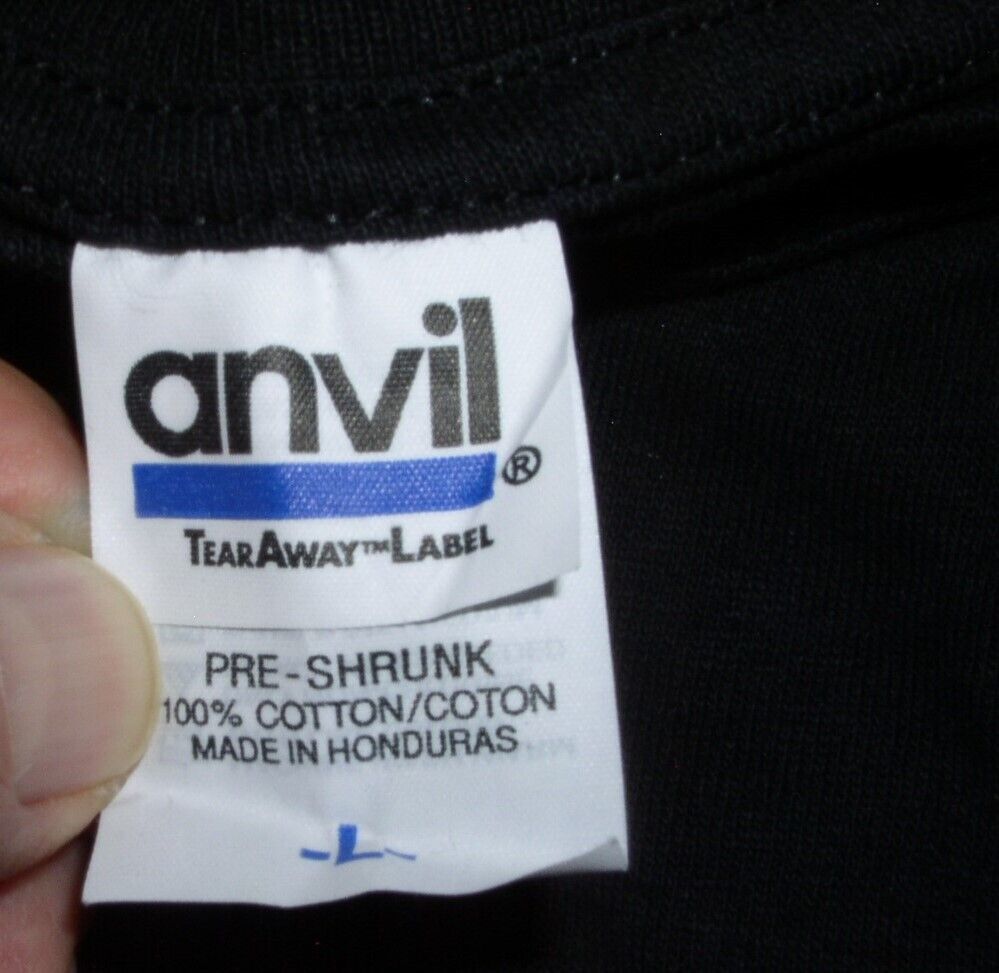 anvil®
TEARAWAY™LABEL
PRE-SHRUNK
100% COTTON/COTON
MADE IN HONDURAS
-L-